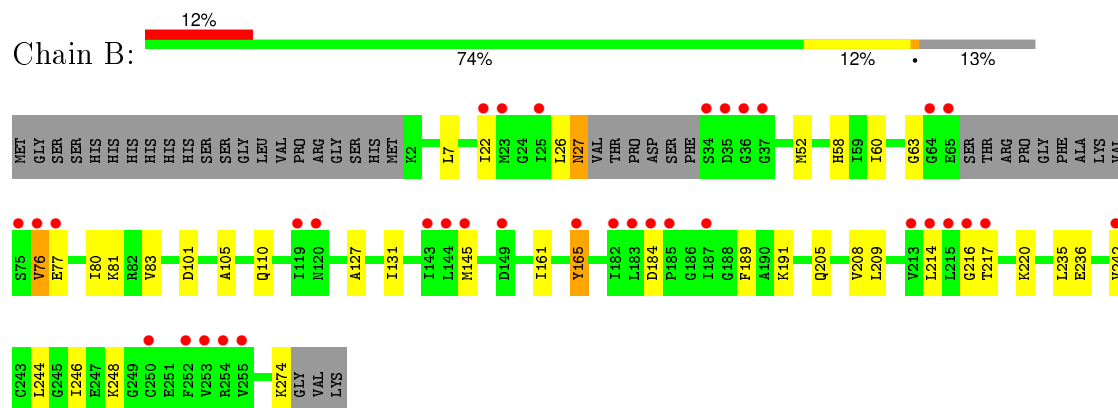 12%
Chain B:
74% 12% • 13%
MET GLY SER SER HIS HIS HIS HIS HIS HIS SER SER GLY LEU VAL PRO ARG GLY SER HIS MET K2 L7 I22 M23 G24 I25 L26 N27 VAL THR PRO ASP SER PHE S34 D35 G36 G37 M52 H58 I59 I60 G63 G64 E65 SER THR ARG PRO GLY PHE ALA LYS VAL
S75 V76 E77 I80 K81 R82 V83 D101 A105 Q110 I119 N120 A127 I131 I143 L144 M145 D149 I161 Y165 I182 L183 D184 P185 G186 I187 G188 F189 A190 K191 Q205 V208 L209 V213 L214 L215 G216 T217 K220 L235 E236
C243 L244 G245 I246 E247 K248 G249 C250 E251 F252 V253 R254 V255 K274 GLY VAL LYS